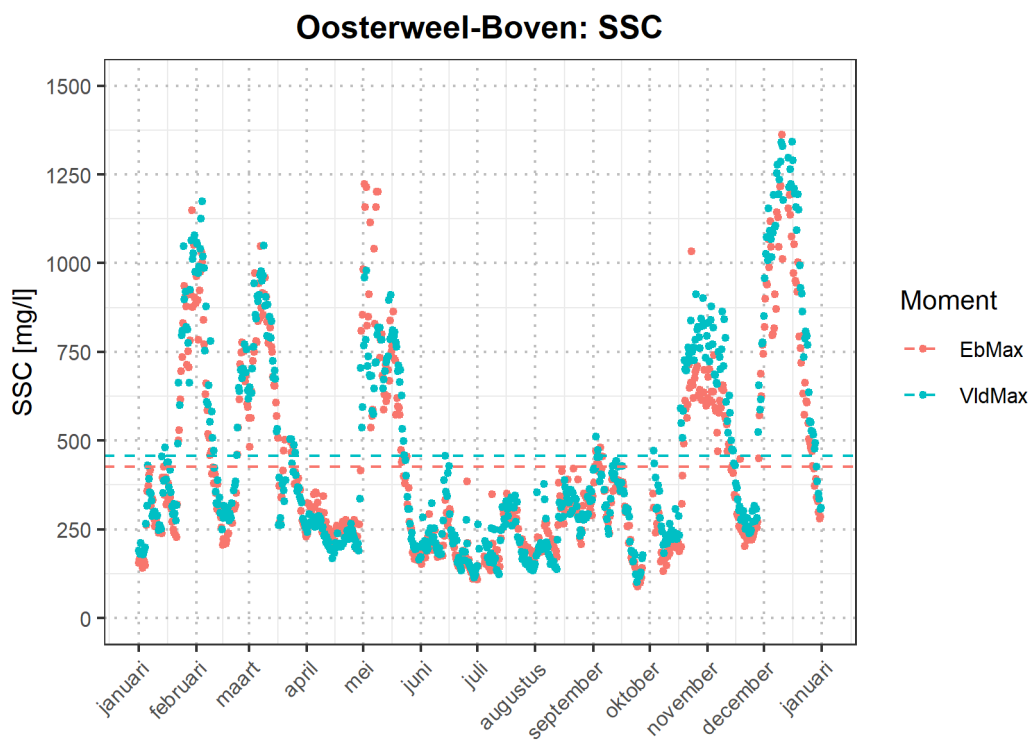 Oosterweel-Boven: SSC
SSC [mg/l]
1500
1250
1000
750
500
250
0
januari
februari
maart
april
mei
juni
juli
augustus
september
oktober
november
december
januari
Moment
EbMax
VldMax